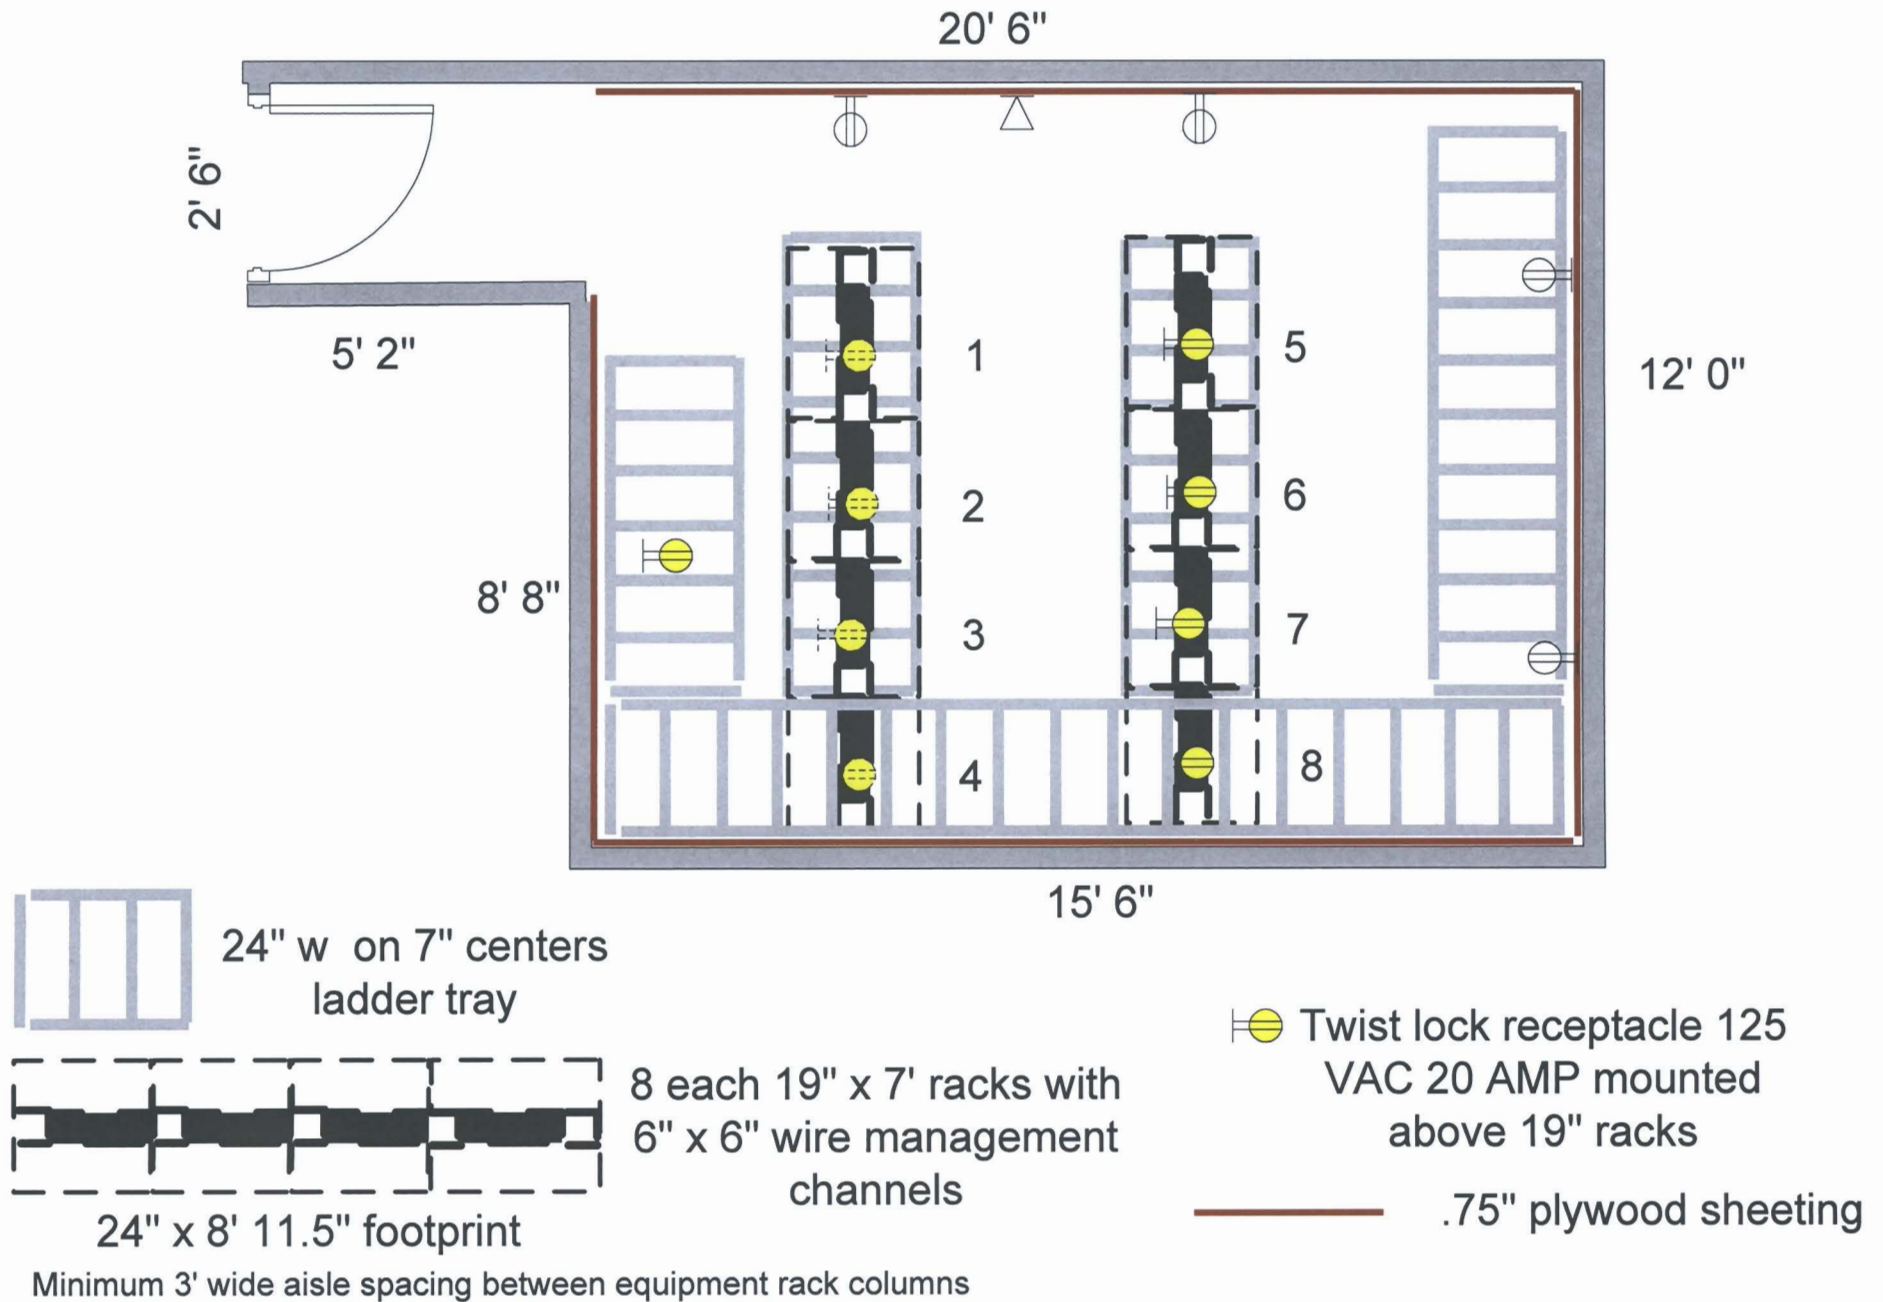 20' 6"
2' 6"
5' 2"
1
5
12' 0"
2
6
8' 8"
3
7
4
8
15' 6"
24" w on 7" centers
ladder tray
8 each 19" x 7' racks with
6" x 6" wire management
channels
24" x 8' 11.5" footprint
Minimum 3' wide aisle spacing between equipment rack columns
Twist lock receptacle 125
VAC 20 AMP mounted
above 19" racks
.75" plywood sheeting